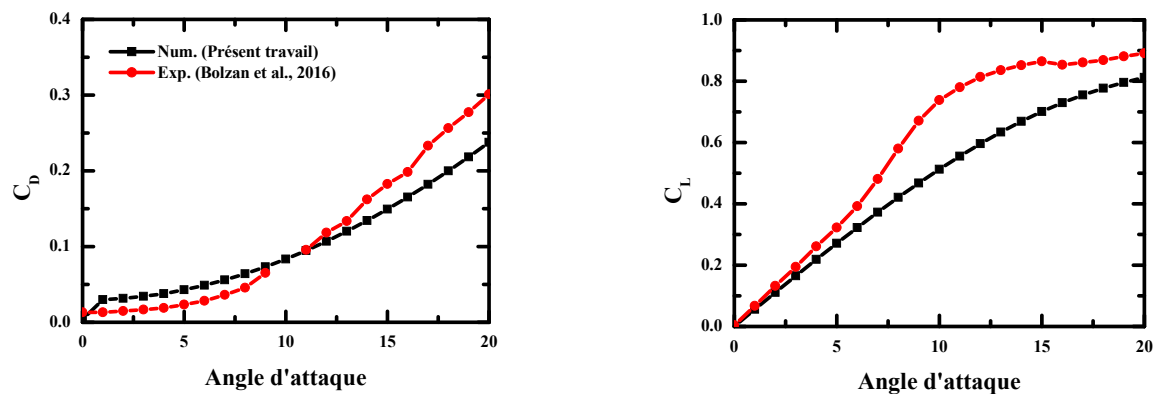 0.4
0.3
0.2
0.1
0.0
C_D
Num. (Présent travail)
Exp. (Bolzan et al., 2016)
0 5 10 15 20
Angle d'attaque
1.0
0.8
0.6
0.4
0.2
0.0
C_L
0 5 10 15 20
Angle d'attaque